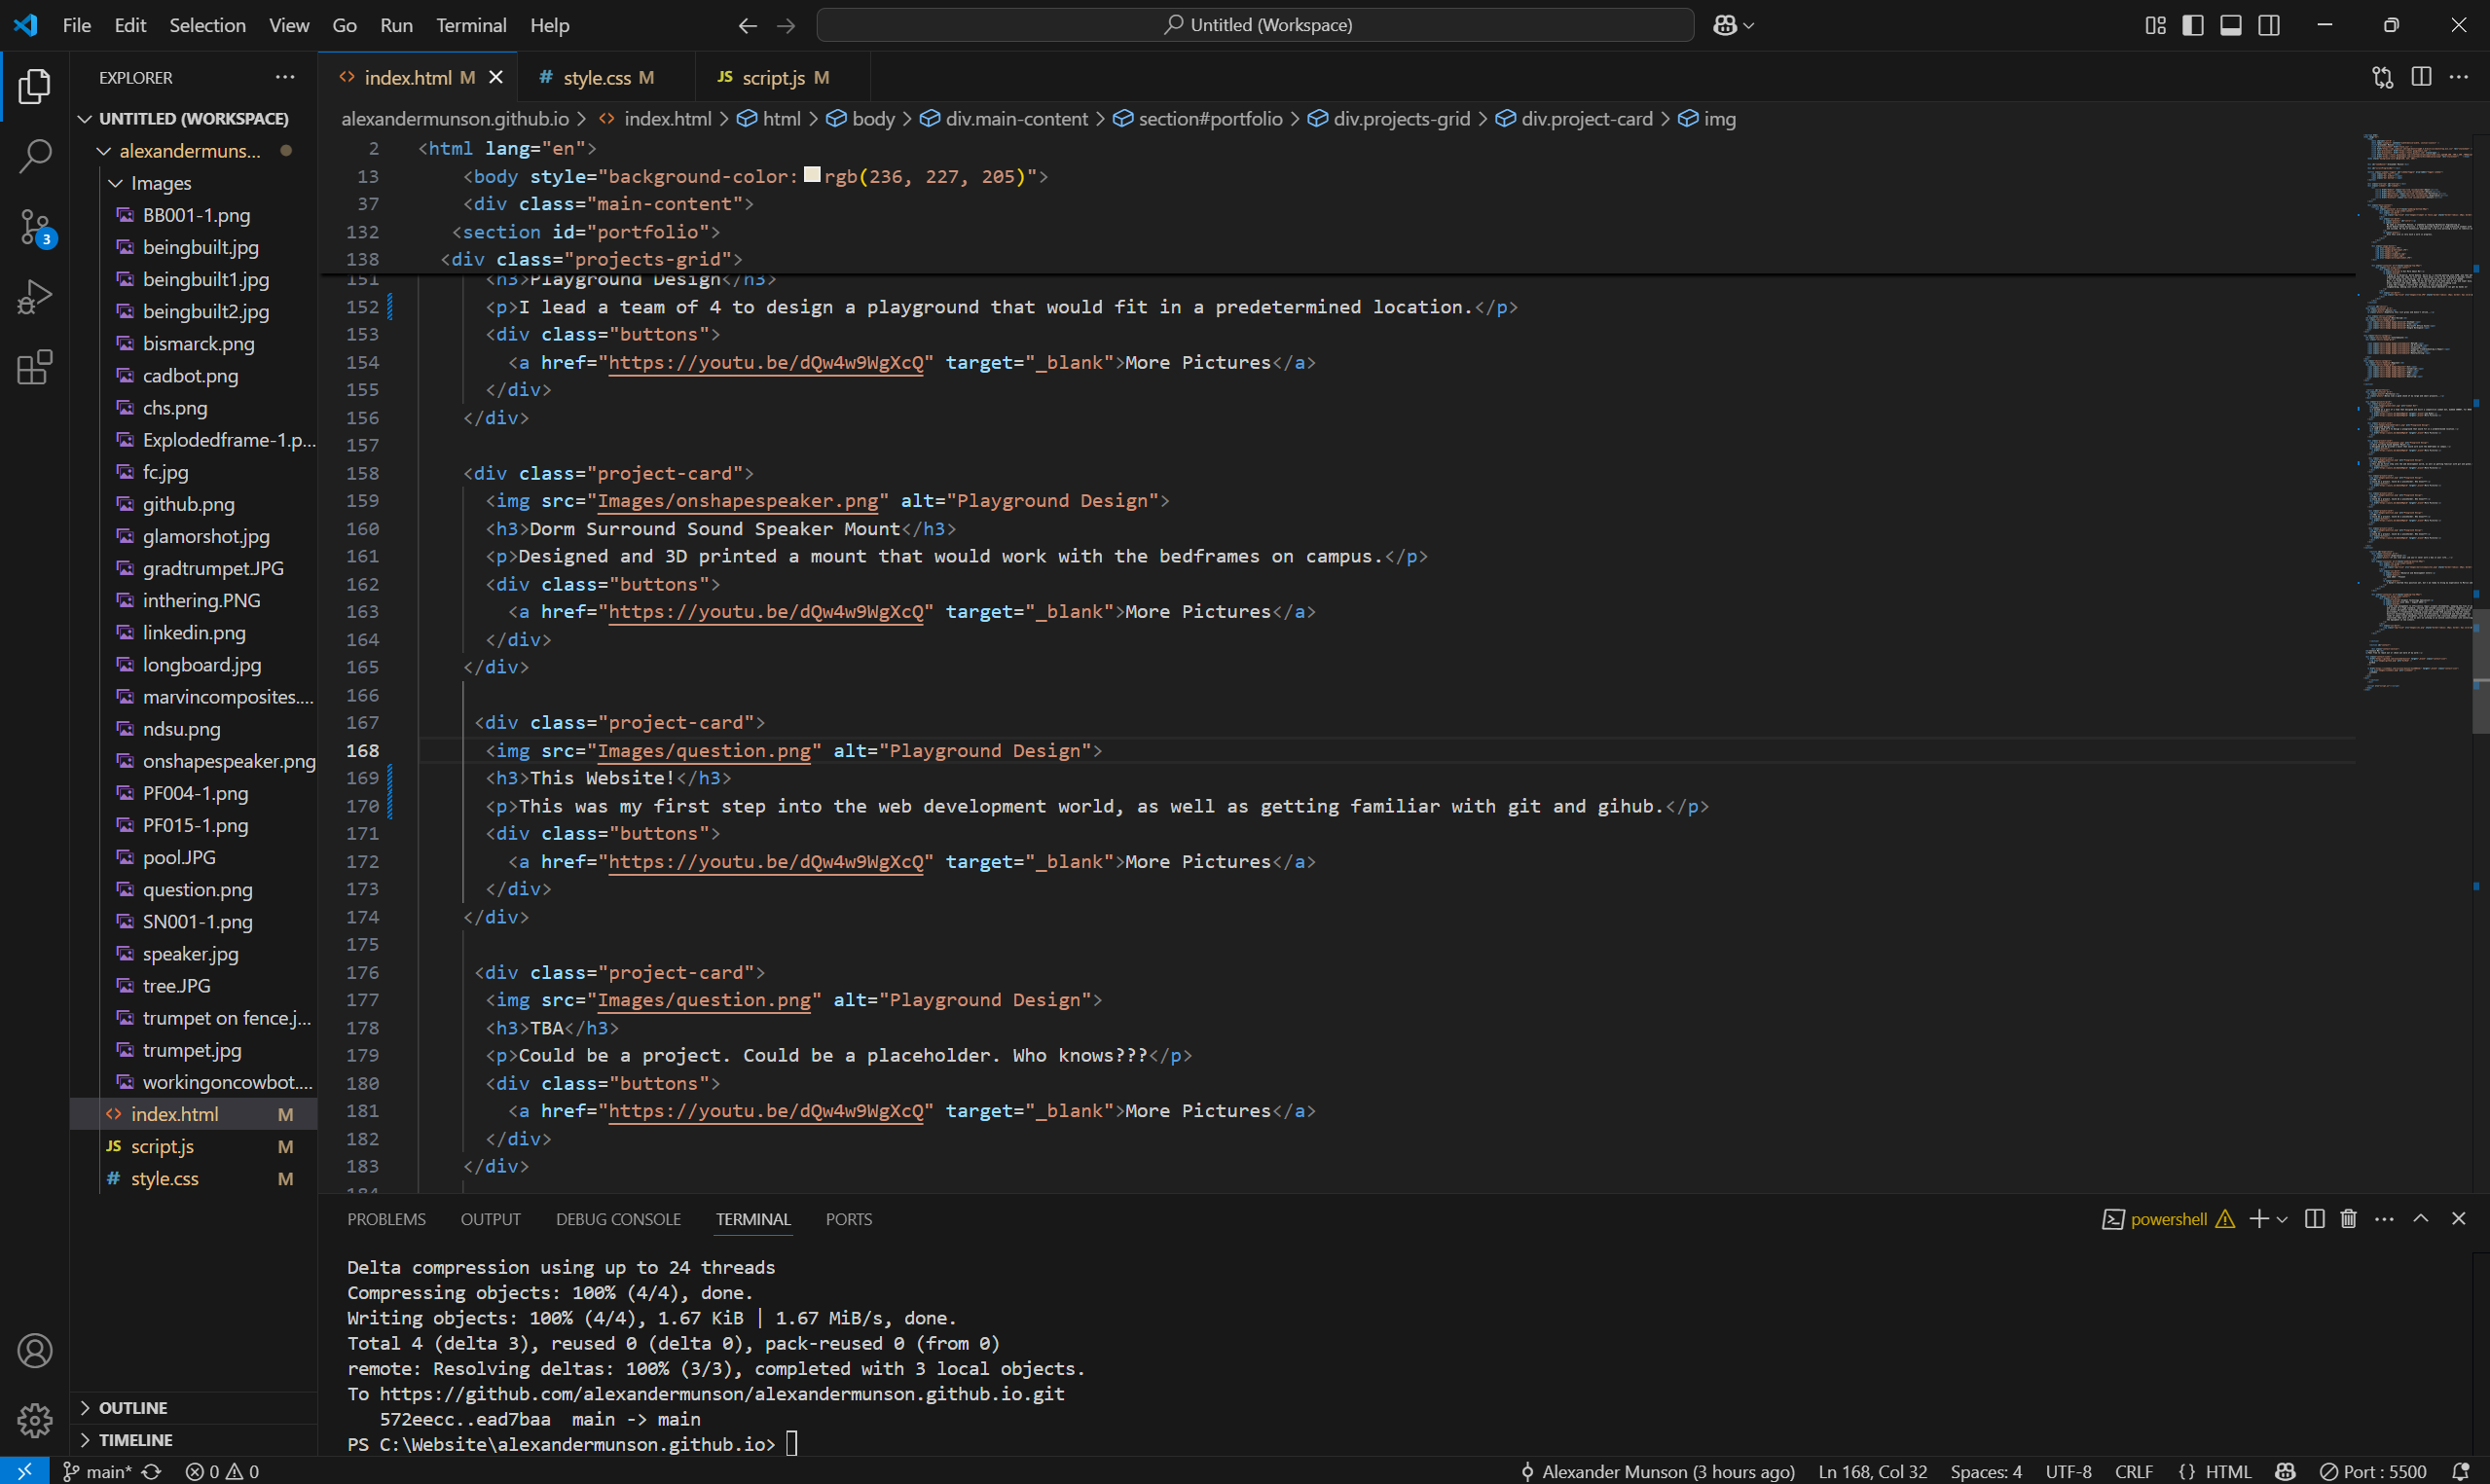 File Edit Selection View Go Run Terminal Help
Untitled (Workspace)
EXPLORER
index.html M
style.css M
JS script.js M
UNTITLED (WORKSPACE)
alexandermuns...
Images
BB001-1.png
beingbuilt.jpg
beingbuilt1.jpg
beingbuilt2.jpg
bismarck.png
cadbot.png
chs.png
Explodedframe-1.p...
fc.jpg
github.png
glamorshot.jpg
gradtrumpet.JPG
inthering.PNG
linkedin.png
longboard.jpg
marvincomposites....
ndsu.png
onshapespeaker.png
PF004-1.png
PF015-1.png
pool.JPG
question.png
SN001-1.png
speaker.jpg
tree.JPG
trumpet on fence.j...
trumpet.jpg
workingoncowbot....
index.html M
JS script.js M
# style.css M
OUTLINE
TIMELINE
3
alexandermunson.github.io > index.html > html > body > div.main-content > section#portfolio > div.projects-grid > div.project-card > img
2 <html lang="en">
13 <body style="background-color: rgb(236, 227, 205)">
37 <div class="main-content">
132 <section id="portfolio">
138 <div class="projects-grid">
151 <h3>Playground Design</h3>
152 <p>I lead a team of 4 to design a playground that would fit in a predetermined location.</p>
153 <div class="buttons">
154 <a href="https://youtu.be/dQw4w9WgXcQ" target="_blank">More Pictures</a>
155 </div>
156 </div>
157
158 <div class="project-card">
159 <img src="Images/onshapespeaker.png" alt="Playground Design">
160 <h3>Dorm Surround Sound Speaker Mount</h3>
161 <p>Designed and 3D printed a mount that would work with the bedframes on campus.</p>
162 <div class="buttons">
163 <a href="https://youtu.be/dQw4w9WgXcQ" target="_blank">More Pictures</a>
164 </div>
165 </div>
166
167 <div class="project-card">
168 <img src="Images/question.png" alt="Playground Design">
169 <h3>This Website!</h3>
170 <p>This was my first step into the web development world, as well as getting familiar with git and gihub.</p>
171 <div class="buttons">
172 <a href="https://youtu.be/dQw4w9WgXcQ" target="_blank">More Pictures</a>
173 </div>
174 </div>
175
176 <div class="project-card">
177 <img src="Images/question.png" alt="Playground Design">
178 <h3>TBA</h3>
179 <p>Could be a project. Could be a placeholder. Who knows???</p>
180 <div class="buttons">
181 <a href="https://youtu.be/dQw4w9WgXcQ" target="_blank">More Pictures</a>
182 </div>
183 </div>
184
PROBLEMS OUTPUT DEBUG CONSOLE TERMINAL PORTS
powershell
Delta compression using up to 24 threads
Compressing objects: 100% (4/4), done.
Writing objects: 100% (4/4), 1.67 KiB | 1.67 MiB/s, done.
Total 4 (delta 3), reused 0 (delta 0), pack-reused 0 (from 0)
remote: Resolving deltas: 100% (3/3), completed with 3 local objects.
To https://github.com/alexandermunson/alexandermunson.github.io.git
572eecc..ead7baa main -> main
PS C:\Website\alexandermunson.github.io>
main* 0 0 Alexander Munson (3 hours ago) Ln 168, Col 32 Spaces: 4 UTF-8 CRLF {} HTML Port : 5500